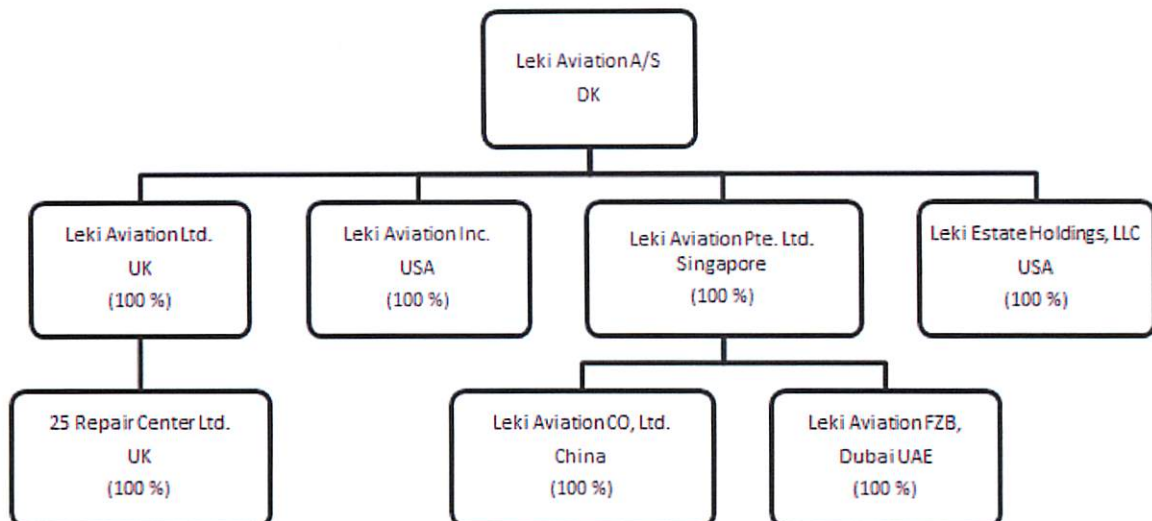 Leki Aviation A/S
DK
Leki Aviation Ltd.
UK
(100 %)
Leki Aviation Inc.
USA
(100 %)
Leki Aviation Pte. Ltd.
Singapore
(100 %)
Leki Estate Holdings, LLC
USA
(100 %)
25 Repair Center Ltd.
UK
(100 %)
Leki Aviation CO, Ltd.
China
(100 %)
Leki Aviation FZB,
Dubai UAE
(100 %)